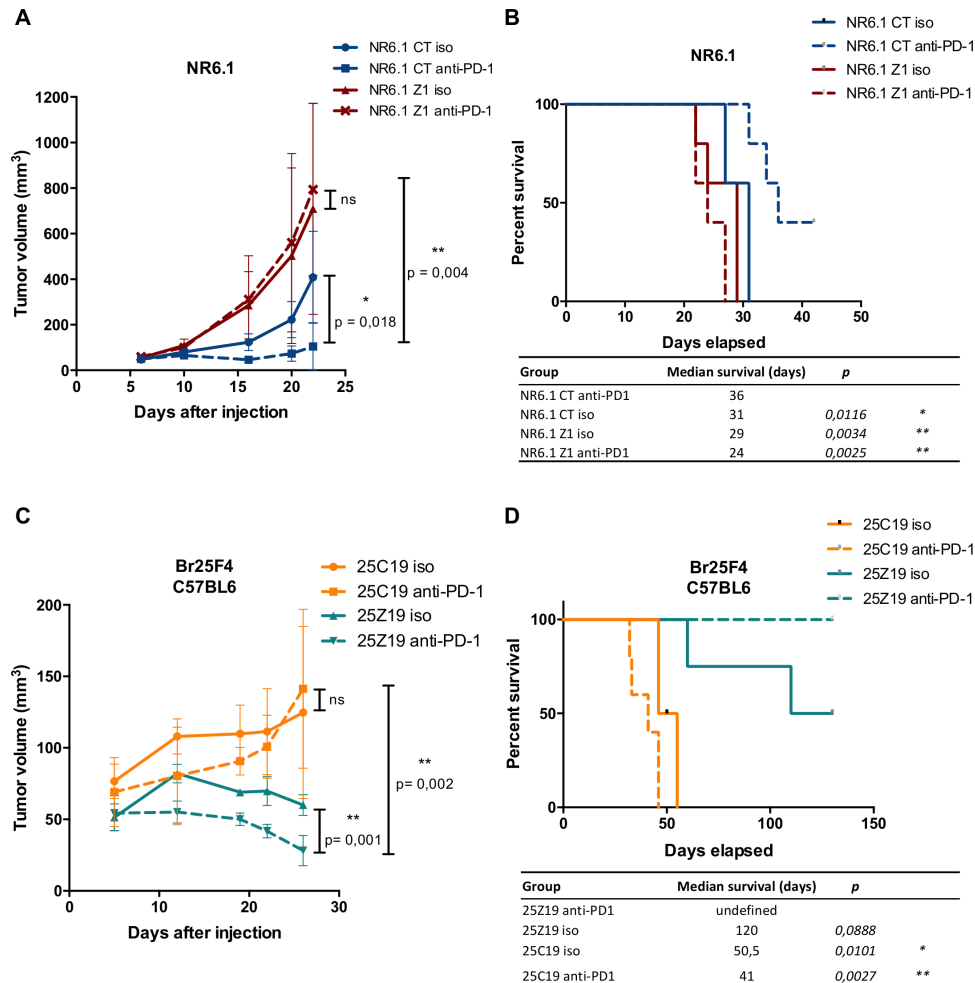 A
NR6.1
NR6.1 CT iso
NR6.1 CT anti-PD-1
NR6.1 Z1 iso
NR6.1 Z1 anti-PD-1
1200
1000
800
600
400
200
0
Tumor volume (mm³)
0 5 10 15 20 25
Days after injection
ns
*
p = 0,018
**
p = 0,004
B
NR6.1
NR6.1 CT iso
NR6.1 CT anti-PD-1
NR6.1 Z1 iso
NR6.1 Z1 anti-PD-1
100
50
0
Percent survival
0 10 20 30 40 50
Days elapsed
Group Median survival (days) p
NR6.1 CT anti-PD1 36
NR6.1 CT iso 31 0,0116 *
NR6.1 Z1 iso 29 0,0034 **
NR6.1 Z1 anti-PD1 24 0,0025 **
C
Br25F4
C57BL6
25C19 iso
25C19 anti-PD-1
25Z19 iso
25Z19 anti-PD-1
200
150
100
50
0
Tumor volume (mm³)
0 10 20 30
Days after injection
ns
**
p= 0,001
**
p= 0,002
D
Br25F4
C57BL6
25C19 iso
25C19 anti-PD-1
25Z19 iso
25Z19 anti-PD-1
100
50
0
Percent survival
0 50 100 150
Days elapsed
Group Median survival (days) p
25Z19 anti-PD1 undefined
25Z19 iso 120 0,0888
25C19 iso 50,5 0,0101 *
25C19 anti-PD1 41 0,0027 **